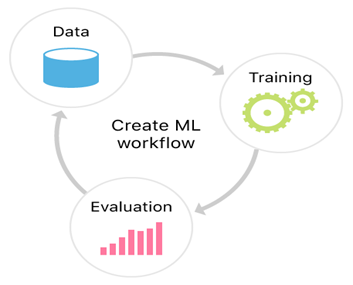 Data
Training
Create ML
workflow
Evaluation